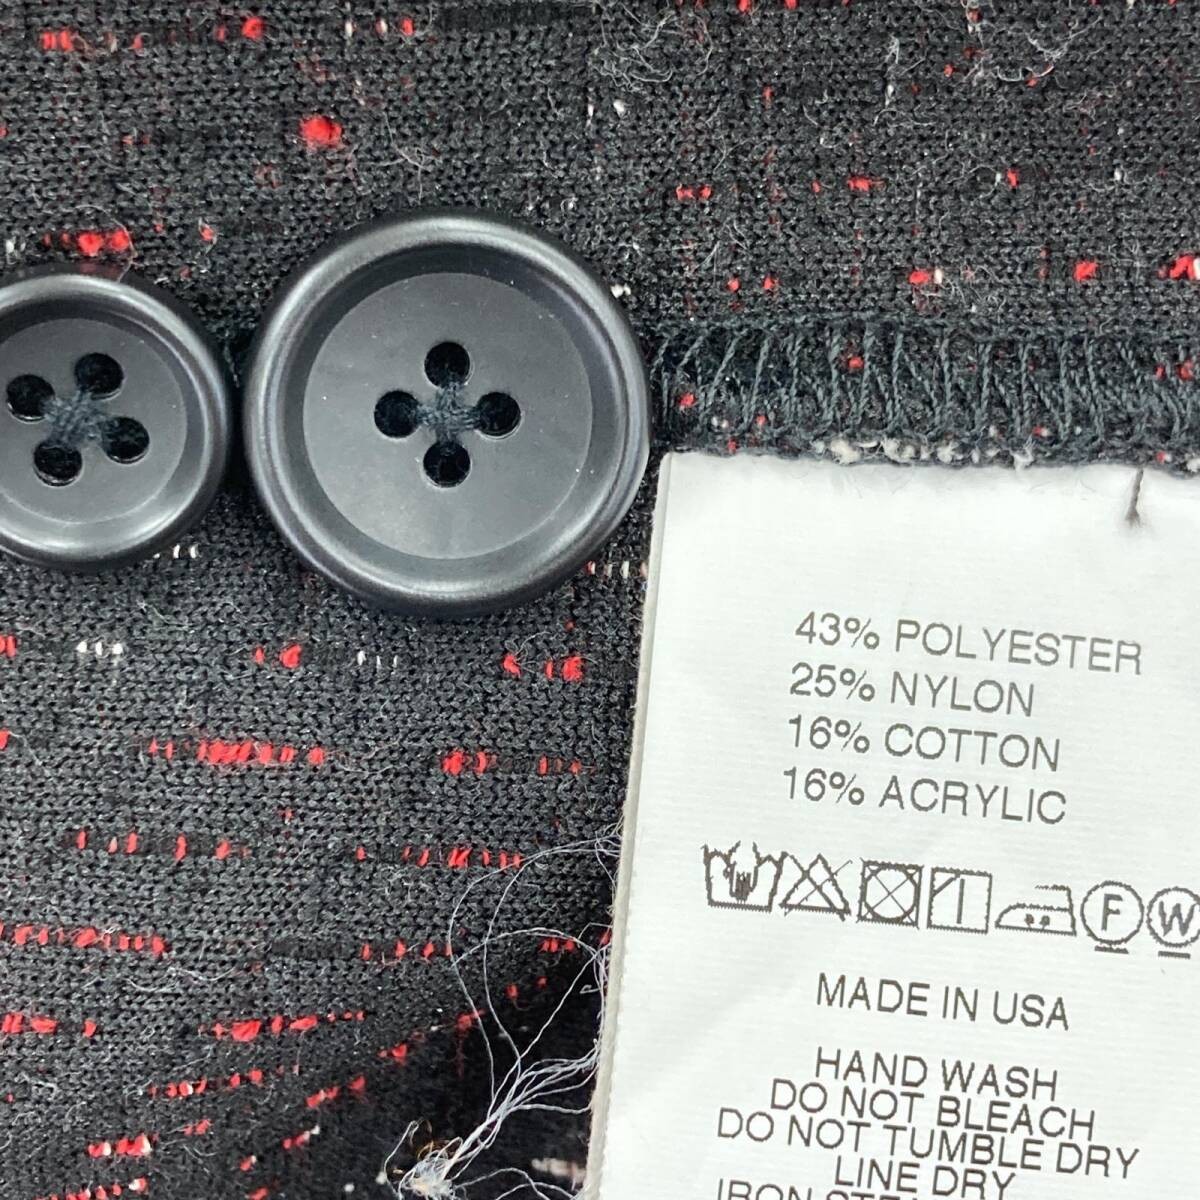 43% POLYESTER
25% NYLON
16% COTTON
16% ACRYLIC
F W
MADE IN USA
HAND WASH
DO NOT BLEACH
DO NOT TUMBLE DRY
LINE DRY
IRON